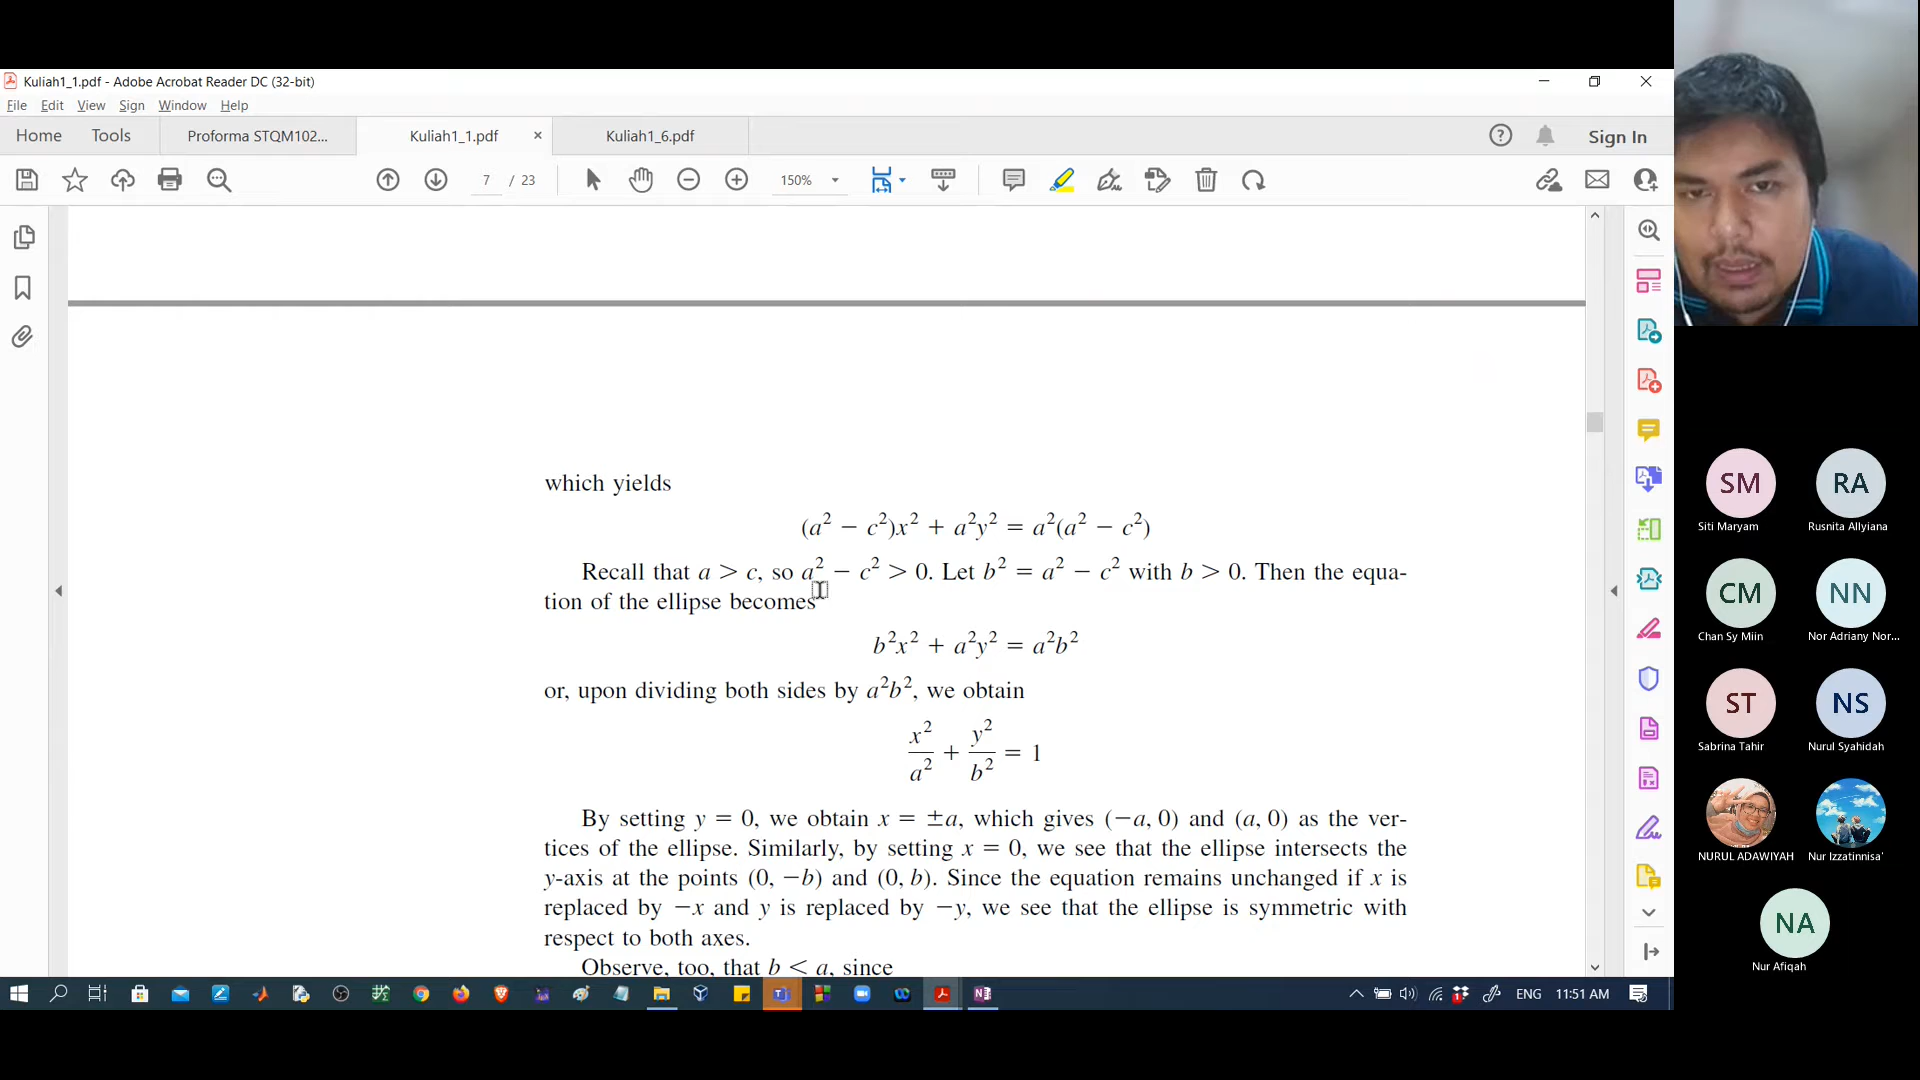 Kuliah1_1.pdf - Adobe Acrobat Reader DC (32-bit)
File Edit View Sign Window Help
Home Tools Proforma STQM102... Kuliah1_1.pdf × Kuliah1_6.pdf Sign In
7 / 23 150%
which yields
(a² − c²)x² + a²y² = a²(a² − c²)
Recall that a > c, so a² − c² > 0. Let b² = a² − c² with b > 0. Then the equa-
tion of the ellipse becomes
b²x² + a²y² = a²b²
or, upon dividing both sides by a²b², we obtain
x²/a² + y²/b² = 1
By setting y = 0, we obtain x = ±a, which gives (−a, 0) and (a, 0) as the ver-
tices of the ellipse. Similarly, by setting x = 0, we see that the ellipse intersects the
y-axis at the points (0, −b) and (0, b). Since the equation remains unchanged if x is
replaced by −x and y is replaced by −y, we see that the ellipse is symmetric with
respect to both axes.
Observe, too, that b < a, since
SM RA
Siti Maryam Rusnita Allyiana
CM NN
Chan Sy Miin Nor Adriany Nor...
ST NS
Sabrina Tahir Nurul Syahidah
NURUL ADAWIYAH Nur Izzatinnisa'
NA
Nur Afiqah
ENG 11:51 AM